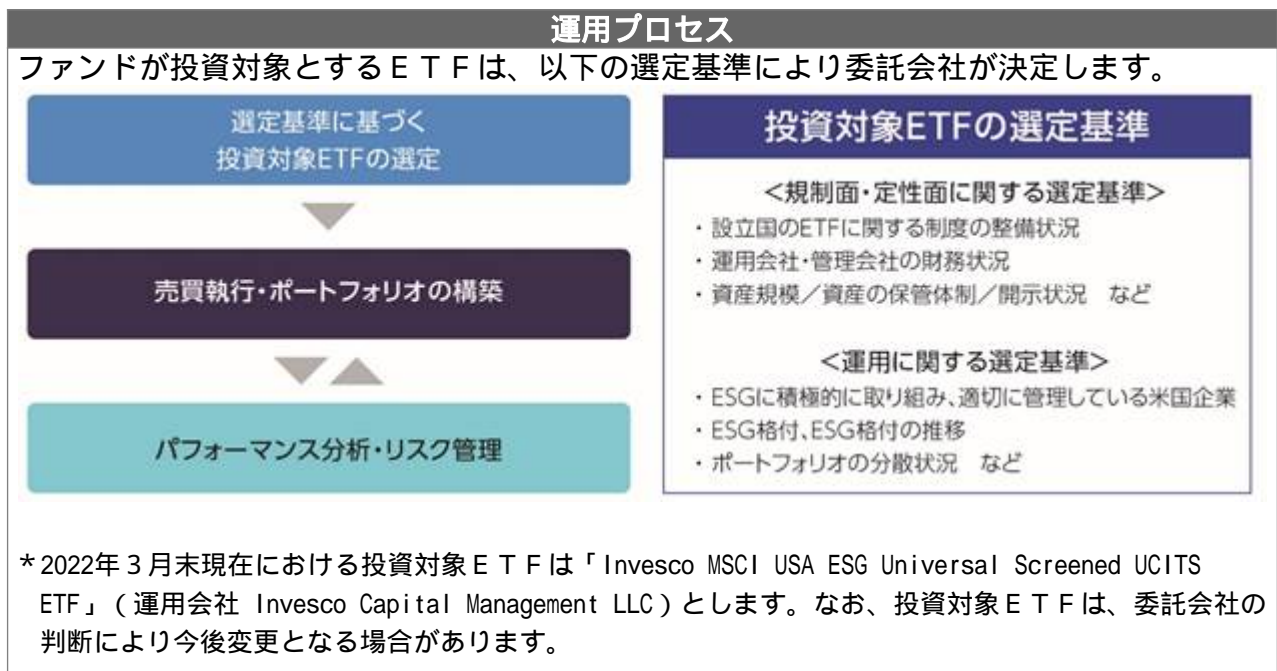 運用プロセス
ファンドが投資対象とするＥＴＦは、以下の選定基準により委託会社が決定します。
選定基準に基づく
投資対象ETFの選定
売買執行・ポートフォリオの構築
パフォーマンス分析・リスク管理
投資対象ETFの選定基準
＜規制面・定性面に関する選定基準＞
・設立国のETFに関する制度の整備状況
・運用会社・管理会社の財務状況
・資産規模／資産の保管体制／開示状況　など
＜運用に関する選定基準＞
・ESGに積極的に取り組み、適切に管理している米国企業
・ESG格付、ESG格付の推移
・ポートフォリオの分散状況　など
＊2022年３月末現在における投資対象ＥＴＦは「Invesco MSCI USA ESG Universal Screened UCITS
ETF」（運用会社 Invesco Capital Management LLC）とします。なお、投資対象ＥＴＦは、委託会社の
判断により今後変更となる場合があります。